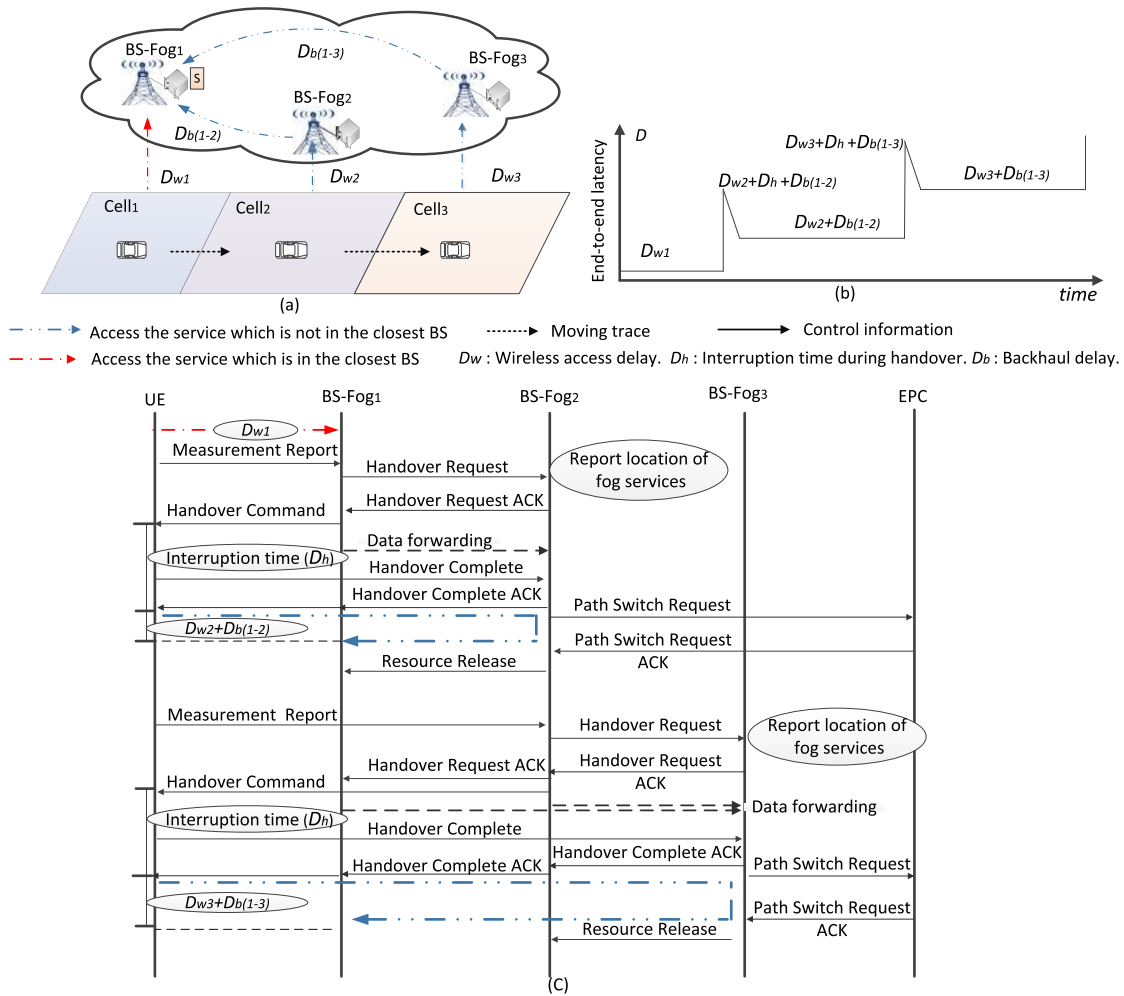 BS-Fog1
S
Db(1-3)
BS-Fog3
BS-Fog2
Db(1-2)
Dw1
Dw2
Dw3
Cell1
Cell2
Cell3
(a)
End-to-end latency
D
Dw1
Dw2+Dh +Db(1-2)
Dw2+Db(1-2)
Dw3+Dh +Db(1-3)
Dw3+Db(1-3)
time
(b)
Access the service which is not in the closest BS
Moving trace
Control information
Access the service which is in the closest BS
Dw : Wireless access delay. Dh : Interruption time during handover. Db : Backhaul delay.
UE
BS-Fog1
BS-Fog2
BS-Fog3
EPC
Dw1
Measurement Report
Handover Request
Report location of
fog services
Handover Request ACK
Handover Command
Data forwarding
Interruption time (Dh)
Handover Complete
Handover Complete ACK
Path Switch Request
Dw2+Db(1-2)
Path Switch Request
ACK
Resource Release
Measurement Report
Handover Request
Report location of
fog services
Handover Request ACK
Handover Request
ACK
Handover Command
Data forwarding
Interruption time (Dh)
Handover Complete
Handover Complete ACK
Handover Complete ACK
Path Switch Request
Dw3+Db(1-3)
Path Switch Request
ACK
Resource Release
(C)